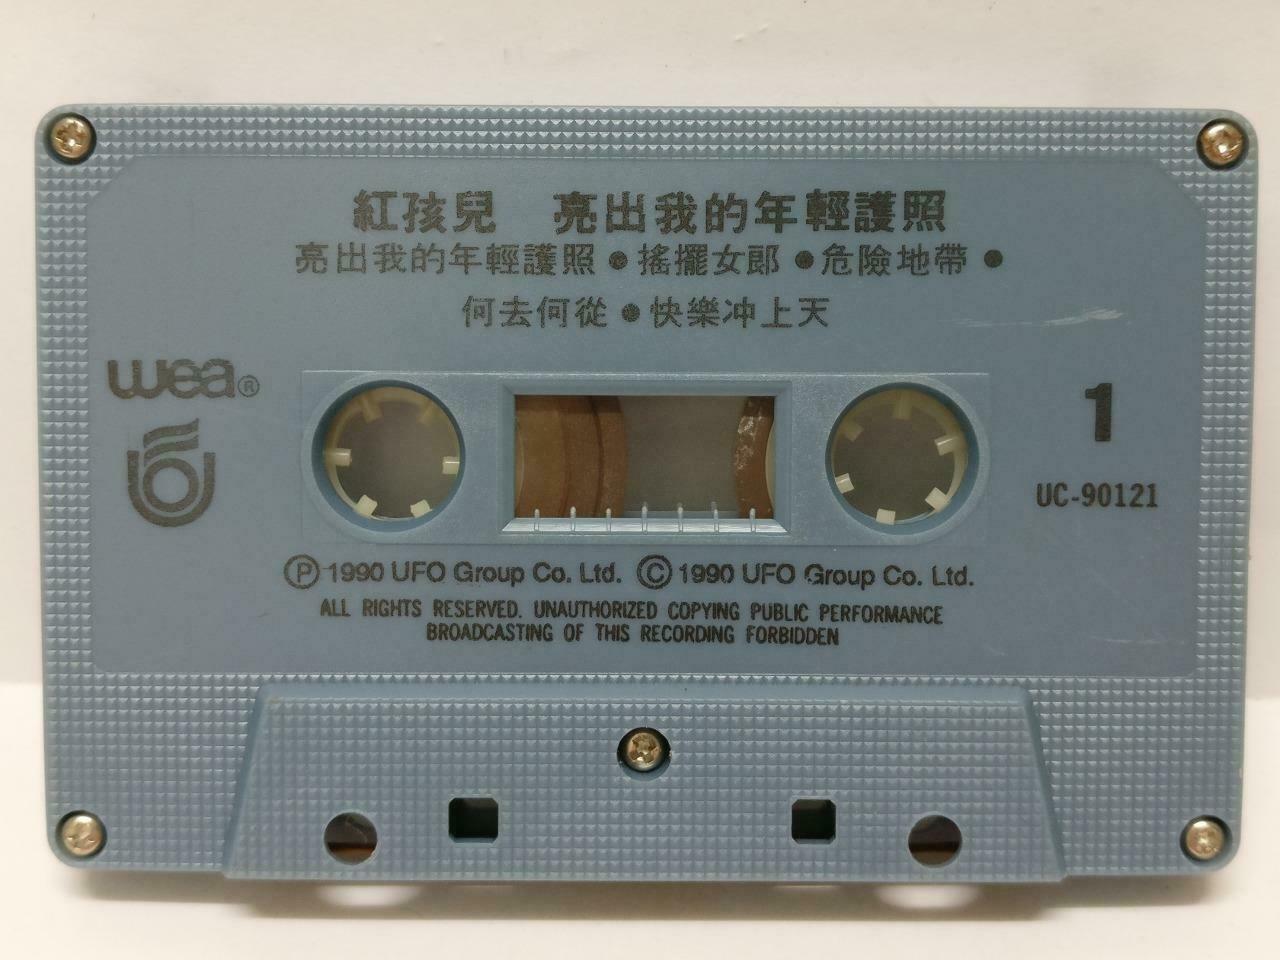 紅孩兒 亮出我的年輕護照
亮出我的年輕護照●搖擺女郎●危險地帶●
何去何從●快樂冲上天
wea®
1
UC-90121
Ⓟ1990 UFO Group Co. Ltd. Ⓒ1990 UFO Group Co. Ltd.
ALL RIGHTS RESERVED. UNAUTHORIZED COPYING PUBLIC PERFORMANCE
BROADCASTING OF THIS RECORDING FORBIDDEN